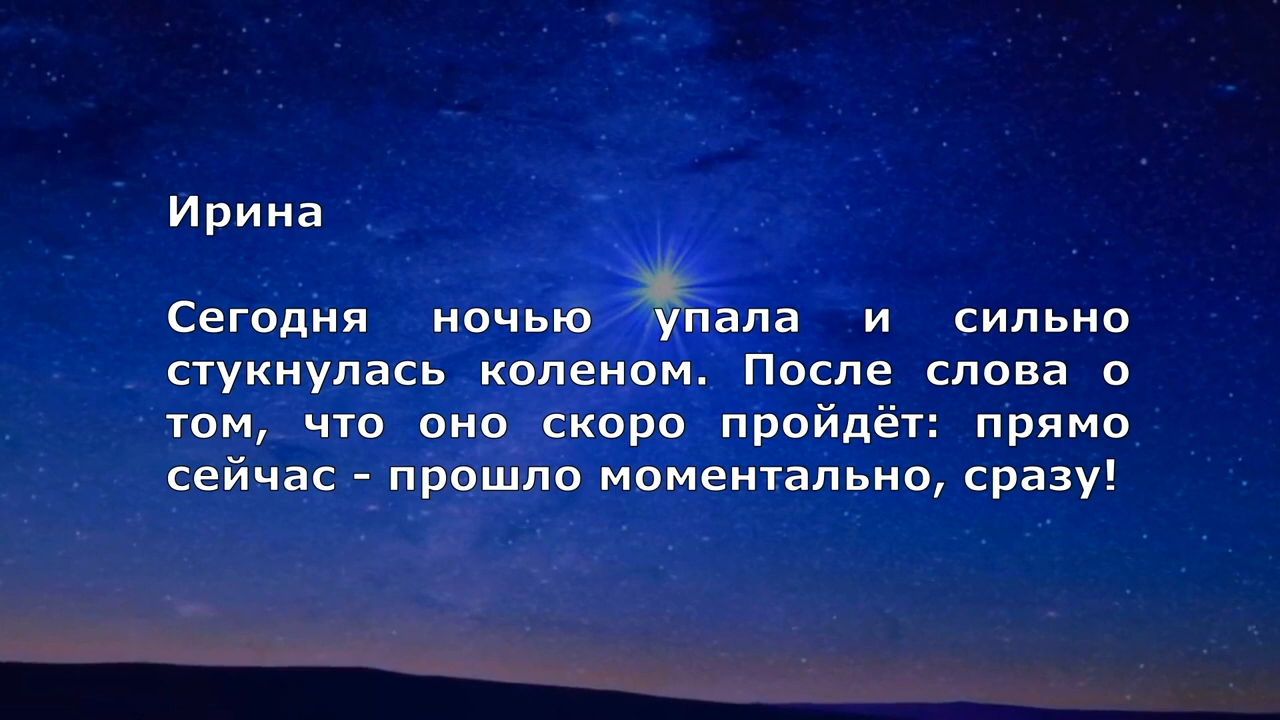 Ирина
Сегодня ночью упала и сильно
стукнулась коленом. После слова о
том, что оно скоро пройдёт: прямо
сейчас - прошло моментально, сразу!